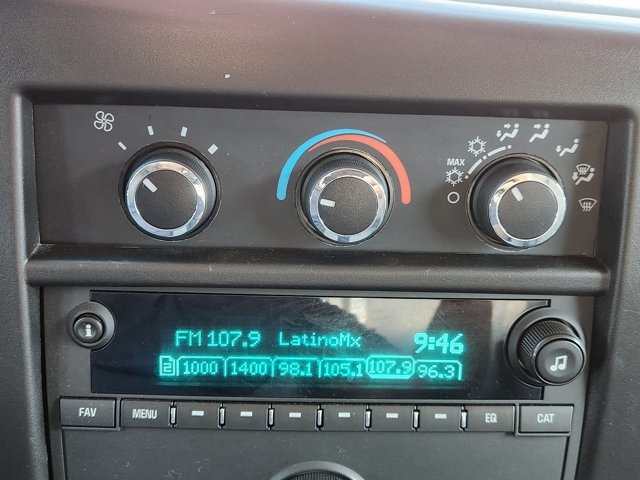 MAX
FM 107.9 LatinoMx 9:46
2 1000 1400 98.1 105.1 107.9 96.3
i
FAV MENU EQ CAT